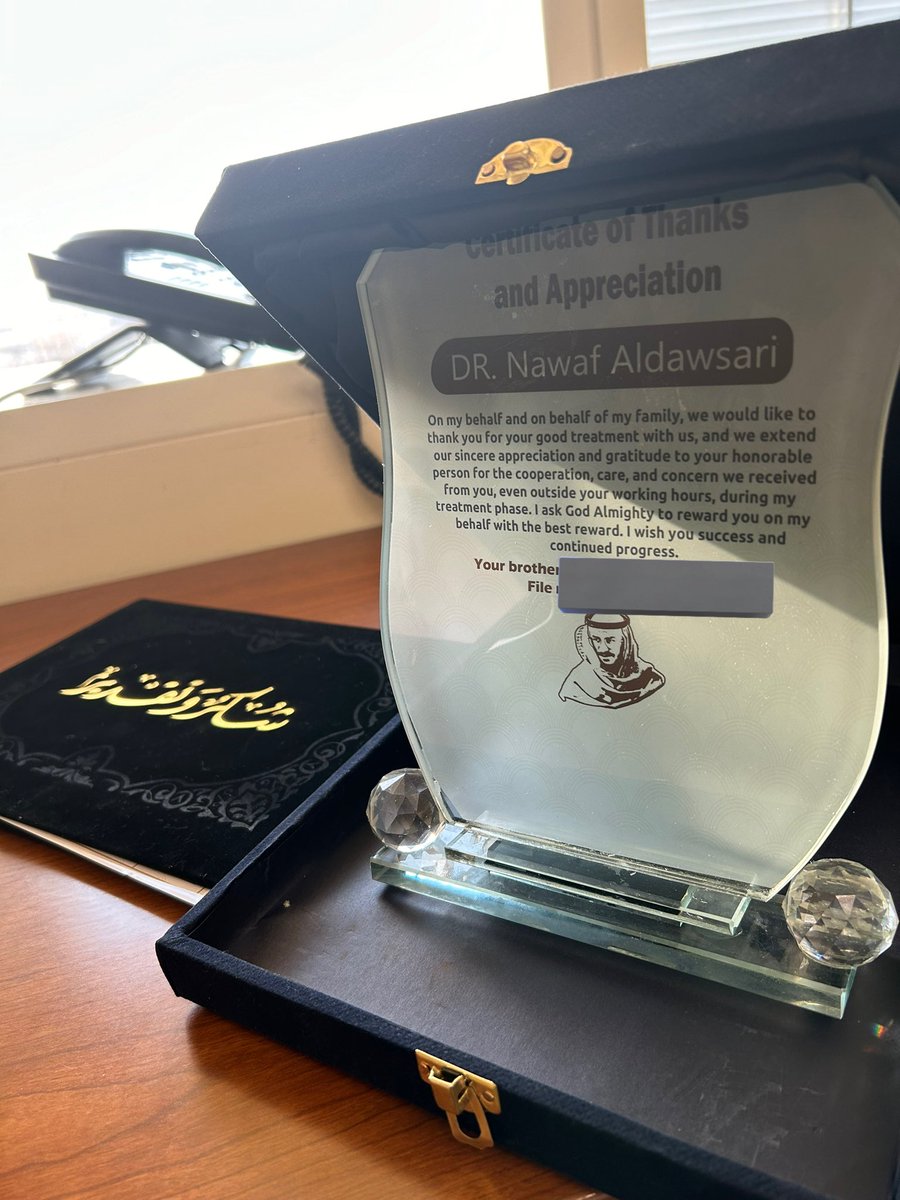 Certificate of Thanks
and Appreciation
DR. Nawaf Aldawsari
On my behalf and on behalf of my family, we would like to
thank you for your good treatment with us, and we extend
our sincere appreciation and gratitude to your honorable
person for the cooperation, care, and concern we received
from you, even outside your working hours, during my
treatment phase. I ask God Almighty to reward you on my
behalf with the best reward. I wish you success and
continued progress.
Your brother
File
شكر وتقدير